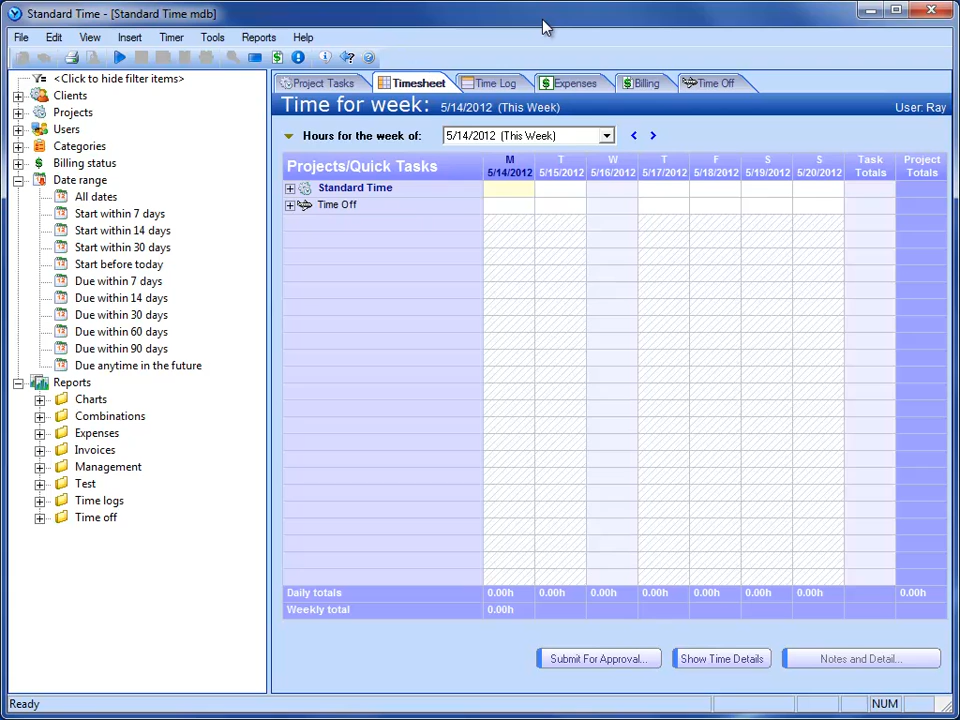 Standard Time - [Standard Time mdb]
File Edit View Insert Timer Tools Reports Help
<Click to hide filter items>
Clients
Projects
Users
Categories
Billing status
Date range
All dates
Start within 7 days
Start within 14 days
Start within 30 days
Start before today
Due within 7 days
Due within 14 days
Due within 30 days
Due within 60 days
Due within 90 days
Due anytime in the future
Reports
Charts
Combinations
Expenses
Invoices
Management
Test
Time logs
Time off
Project Tasks Timesheet Time Log Expenses Billing Time Off
Time for week: 5/14/2012 (This Week) User: Ray
Hours for the week of: 5/14/2012 (This Week) < >
Projects/Quick Tasks M T W T F S S Task Project
5/14/2012 5/15/2012 5/16/2012 5/17/2012 5/18/2012 5/19/2012 5/20/2012 Totals Totals
Standard Time
Time Off
Daily totals 0.00h 0.00h 0.00h 0.00h 0.00h 0.00h 0.00h 0.00h
Weekly total 0.00h
Submit For Approval... Show Time Details Notes and Detail...
Ready NUM